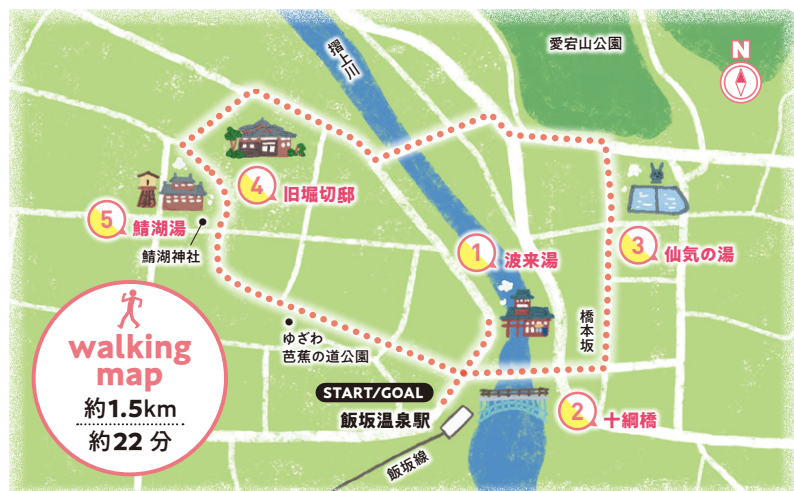 摺上川
愛宕山公園
N
4
旧堀切邸
5
鯖湖湯
鯖湖神社
1
波来湯
3
仙気の湯
橋本坂
ゆざわ
芭蕉の道公園
walking
map
約1.5km
約22分
START/GOAL
飯坂温泉駅
2
十綱橋
飯坂線